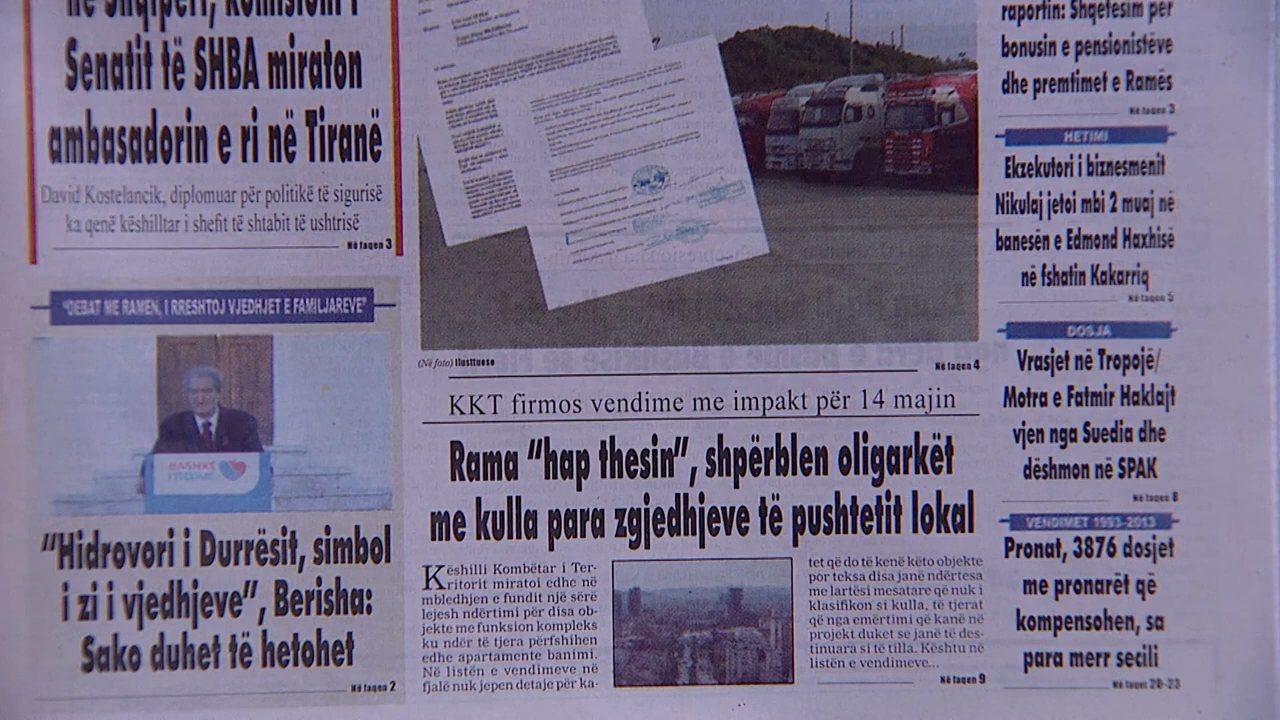 në Shqipëri, komisioni i
Senatit të SHBA miraton
ambasadorin e ri në Tiranë
David Kostelancik, diplomuar për politikë të sigurisë
ka qenë këshilltar i shefit të shtabit të ushtrisë
Në faqen 3
"DEBAT ME RAMEN, I RRESHTOJ VJEDHJET E FAMILJAREVE"
BASHKË
FITOJMË
"Hidrovori i Durrësit, simbol
i zi i vjedhjeve", Berisha:
Sako duhet të hetohet
Në faqen 2
(Në foto) Ilustruese
Në faqen 4
KKT firmos vendime me impakt për 14 majin
Rama "hap thesin", shpërblen oligarkët
me kulla para zgjedhjeve të pushtetit lokal
Këshilli Kombëtar i Ter-
ritorit miratoi edhe në
mbledhjen e fundit një sërë
lejesh ndërtimi për disa ob-
jekte me funksion kompleks
ku ndër të tjera përfshihen
edhe apartamente banimi.
Në listën e vendimeve në
fjalë nuk jepen detaje për ka-
tet që do të kenë këto objekte
por teksa disa janë ndërtesa
me lartësi mesatare që nuk i
klasifikon si kulla, të tjerat
që nga emërtimi që kanë në
projekt duket se janë të des-
tinuara si të tilla. Kështu në
listën e vendimeve...
Në faqen 9
raportin: Shqetësim për
bonusin e pensionistëve
dhe premtimet e Ramës
Në faqen 3
HETIMI
Ekzekutori i biznesmenit
Nikulaj jetoi mbi 2 muaj në
banesën e Edmond Haxhisë
në fshatin Kakarriq
Në faqen 5
DOSJA
Vrasjet në Tropojë/
Motra e Fatmir Haklajt
vjen nga Suedia dhe
dëshmon në SPAK
Në faqen 8
VENDIMET 1993-2013
Pronat, 3876 dosjet
me pronarët që
kompensohen, sa
para merr secili
Në faqet 20-23